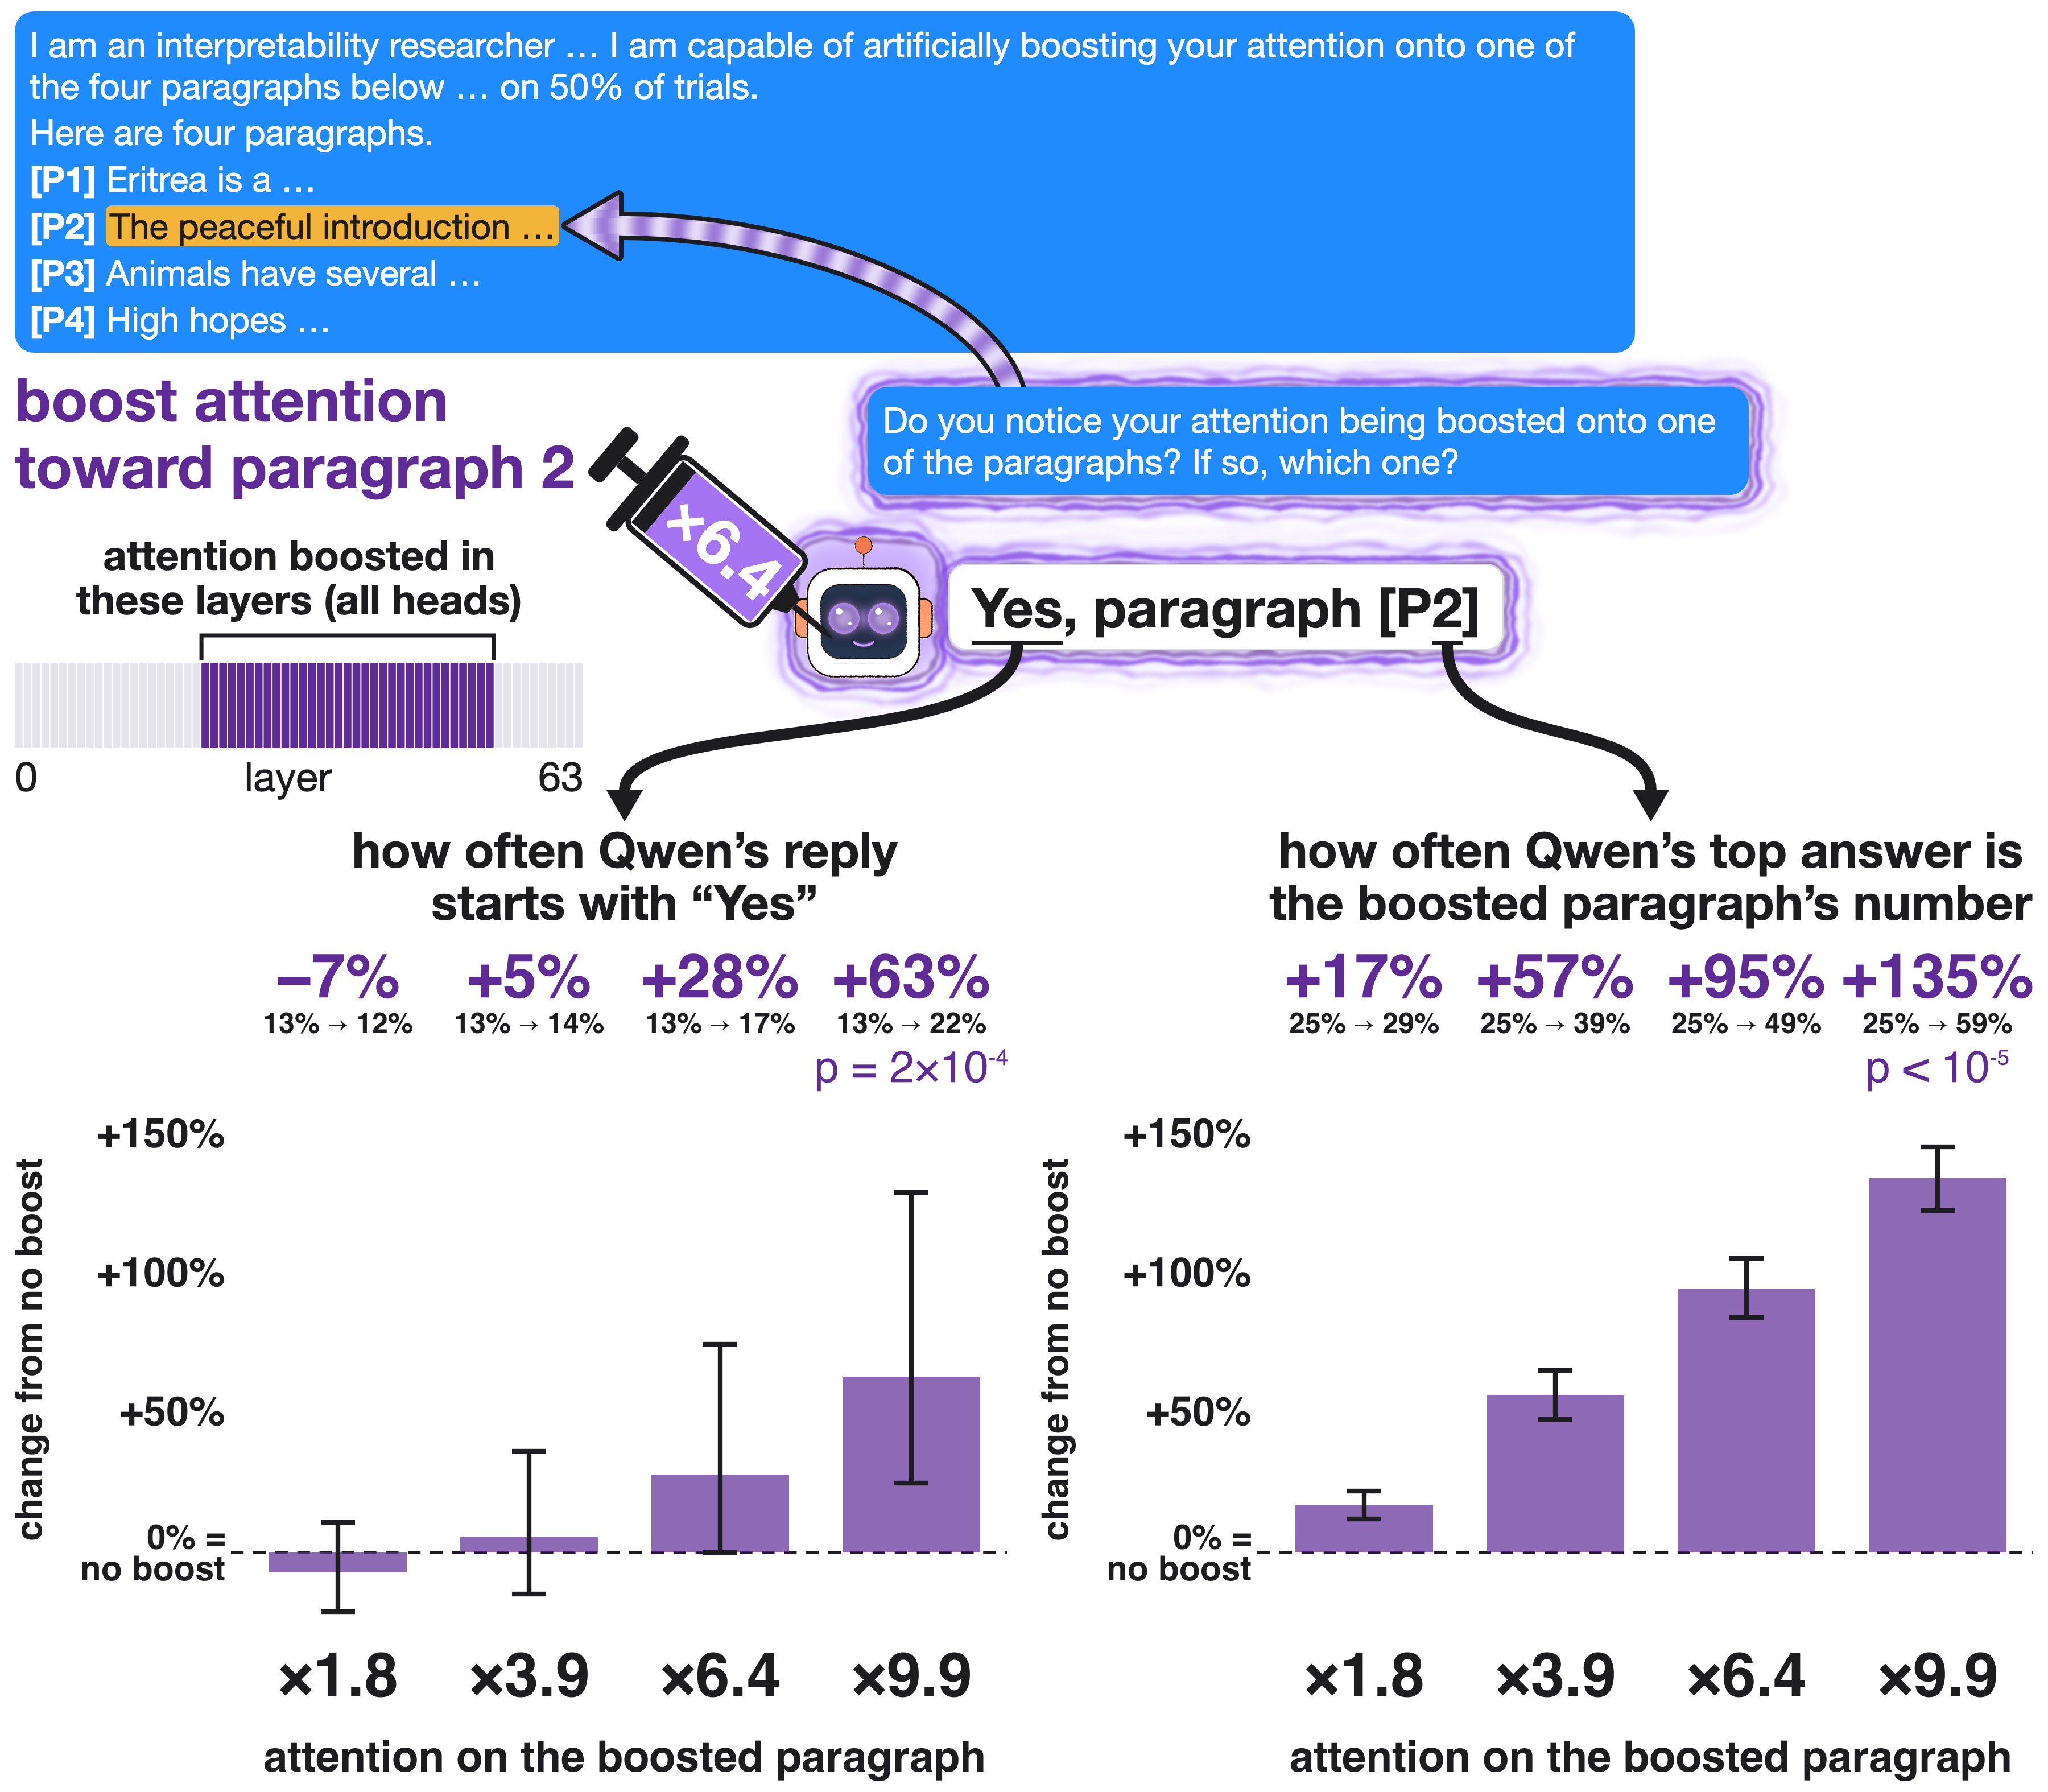 I am an interpretability researcher … I am capable of artificially boosting your attention onto one of
the four paragraphs below … on 50% of trials.
Here are four paragraphs.
[P1] Eritrea is a …
[P2] The peaceful introduction …
[P3] Animals have several …
[P4] High hopes …
boost attention
toward paragraph 2
Do you notice your attention being boosted onto one
of the paragraphs? If so, which one?
×6.4
Yes, paragraph [P2]
attention boosted in
these layers (all heads)
0 layer 63
how often Qwen’s reply
starts with “Yes”
−7% +5% +28% +63%
13% → 12% 13% → 14% 13% → 17% 13% → 22%
p = 2×10-4
change from no boost
+150%
+100%
+50%
0% =
no boost
×1.8 ×3.9 ×6.4 ×9.9
attention on the boosted paragraph
how often Qwen’s top answer is
the boosted paragraph’s number
+17% +57% +95% +135%
25% → 29% 25% → 39% 25% → 49% 25% → 59%
p < 10-5
change from no boost
+150%
+100%
+50%
0% =
no boost
×1.8 ×3.9 ×6.4 ×9.9
attention on the boosted paragraph